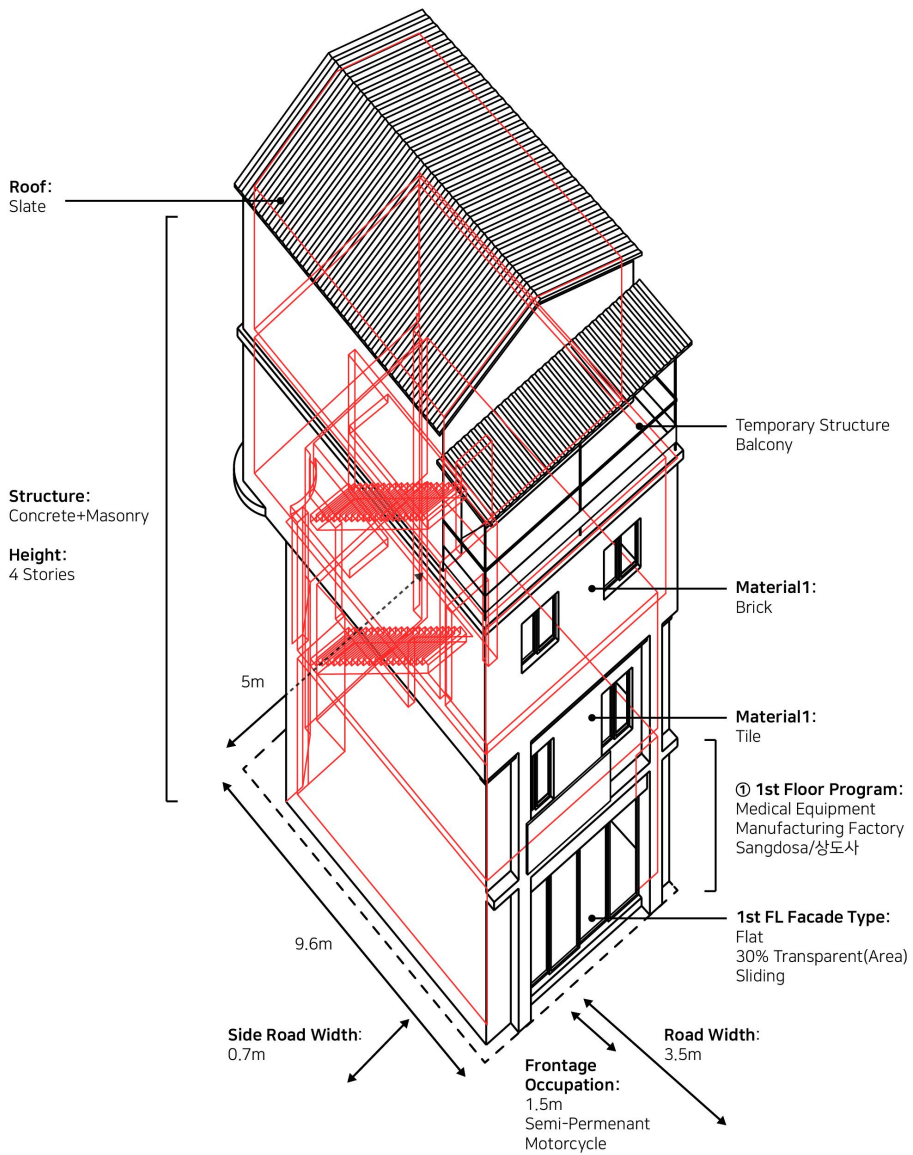 Roof:
Slate
Structure:
Concrete+Masonry
Height:
4 Stories
Temporary Structure
Balcony
Material1:
Brick
Material1:
Tile
① 1st Floor Program:
Medical Equipment
Manufacturing Factory
Sangdosa/상도사
1st FL Facade Type:
Flat
30% Transparent(Area)
Sliding
5m
9.6m
Side Road Width:
0.7m
Road Width:
3.5m
Frontage
Occupation:
1.5m
Semi-Permenant
Motorcycle